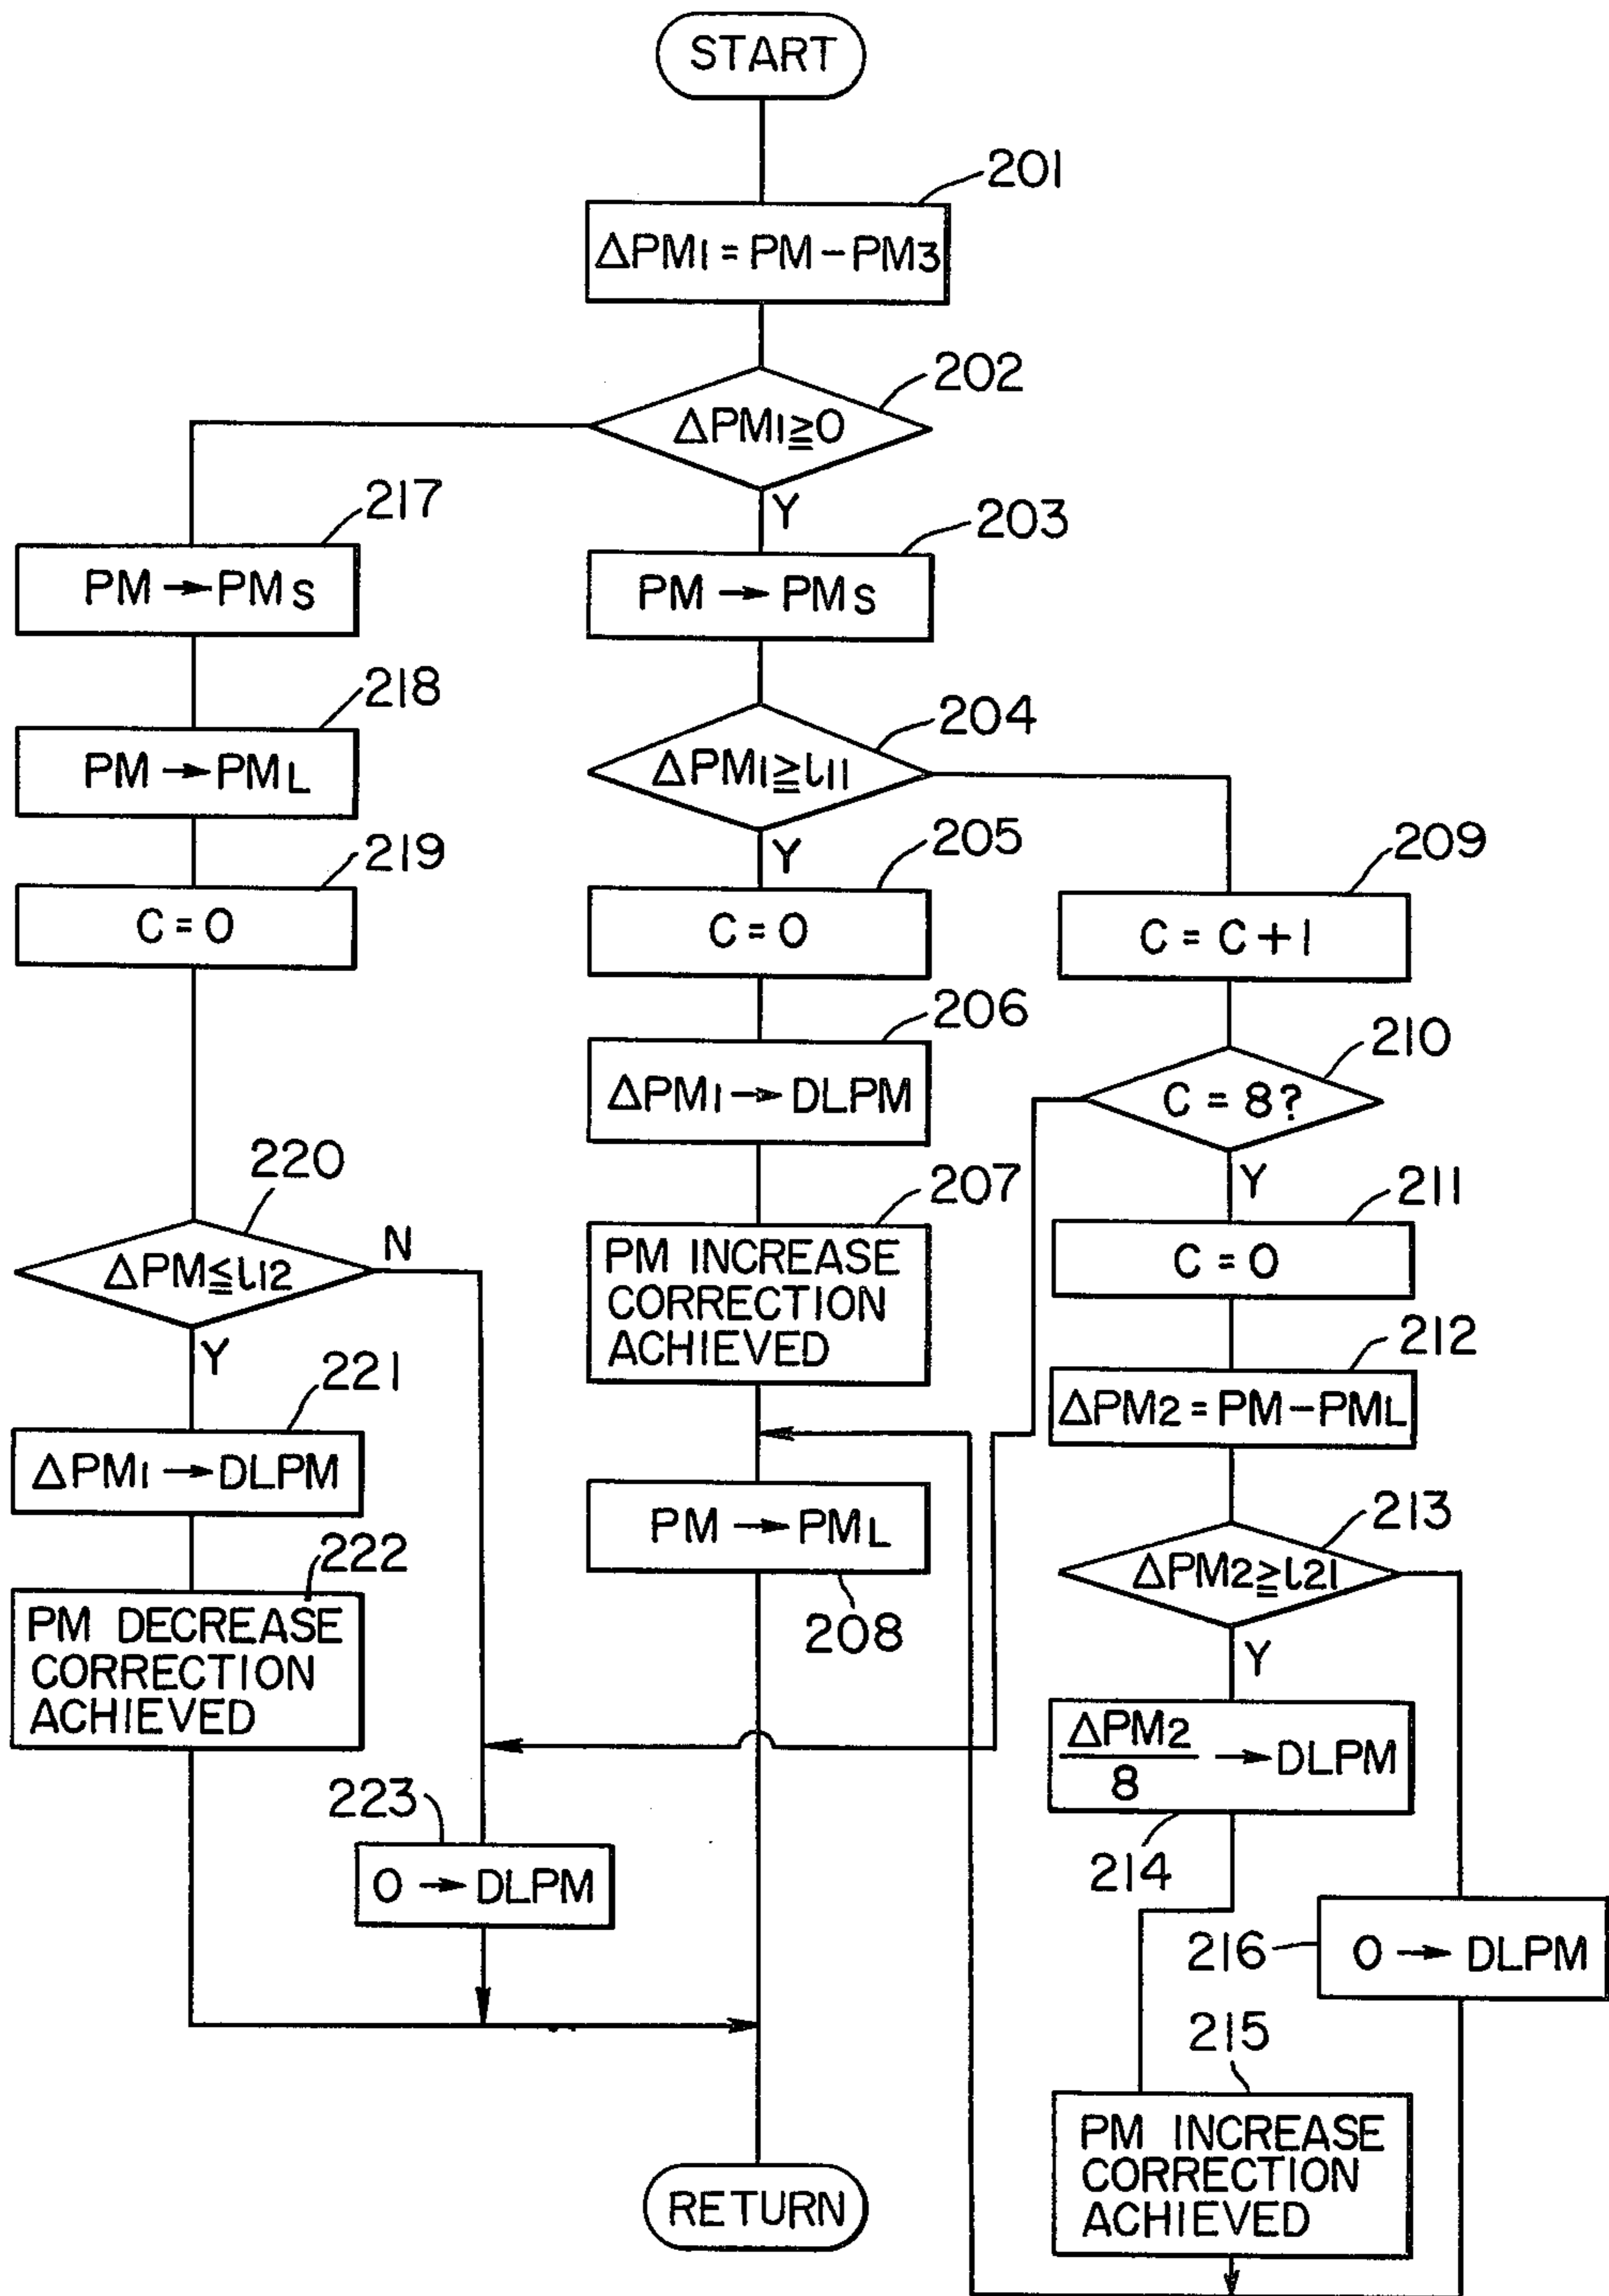 START
201
ΔPM1 = PM - PM3
202
ΔPM1 ≧ 0
Y
217
PM → PMS
203
PM → PMS
218
PM → PML
204
ΔPM1 ≧ l11
Y
219
C = 0
205
C = 0
209
C = C + 1
206
ΔPM1 → DLPM
210
C = 8?
Y
220
ΔPM ≦ l12
N
Y
207
PM INCREASE
CORRECTION
ACHIEVED
211
C = 0
212
ΔPM2 = PM - PML
221
ΔPM1 → DLPM
208
PM → PML
213
ΔPM2 ≧ l21
Y
222
PM DECREASE
CORRECTION
ACHIEVED
214
ΔPM2
8
→ DLPM
223
0 → DLPM
216
0 → DLPM
215
PM INCREASE
CORRECTION
ACHIEVED
RETURN